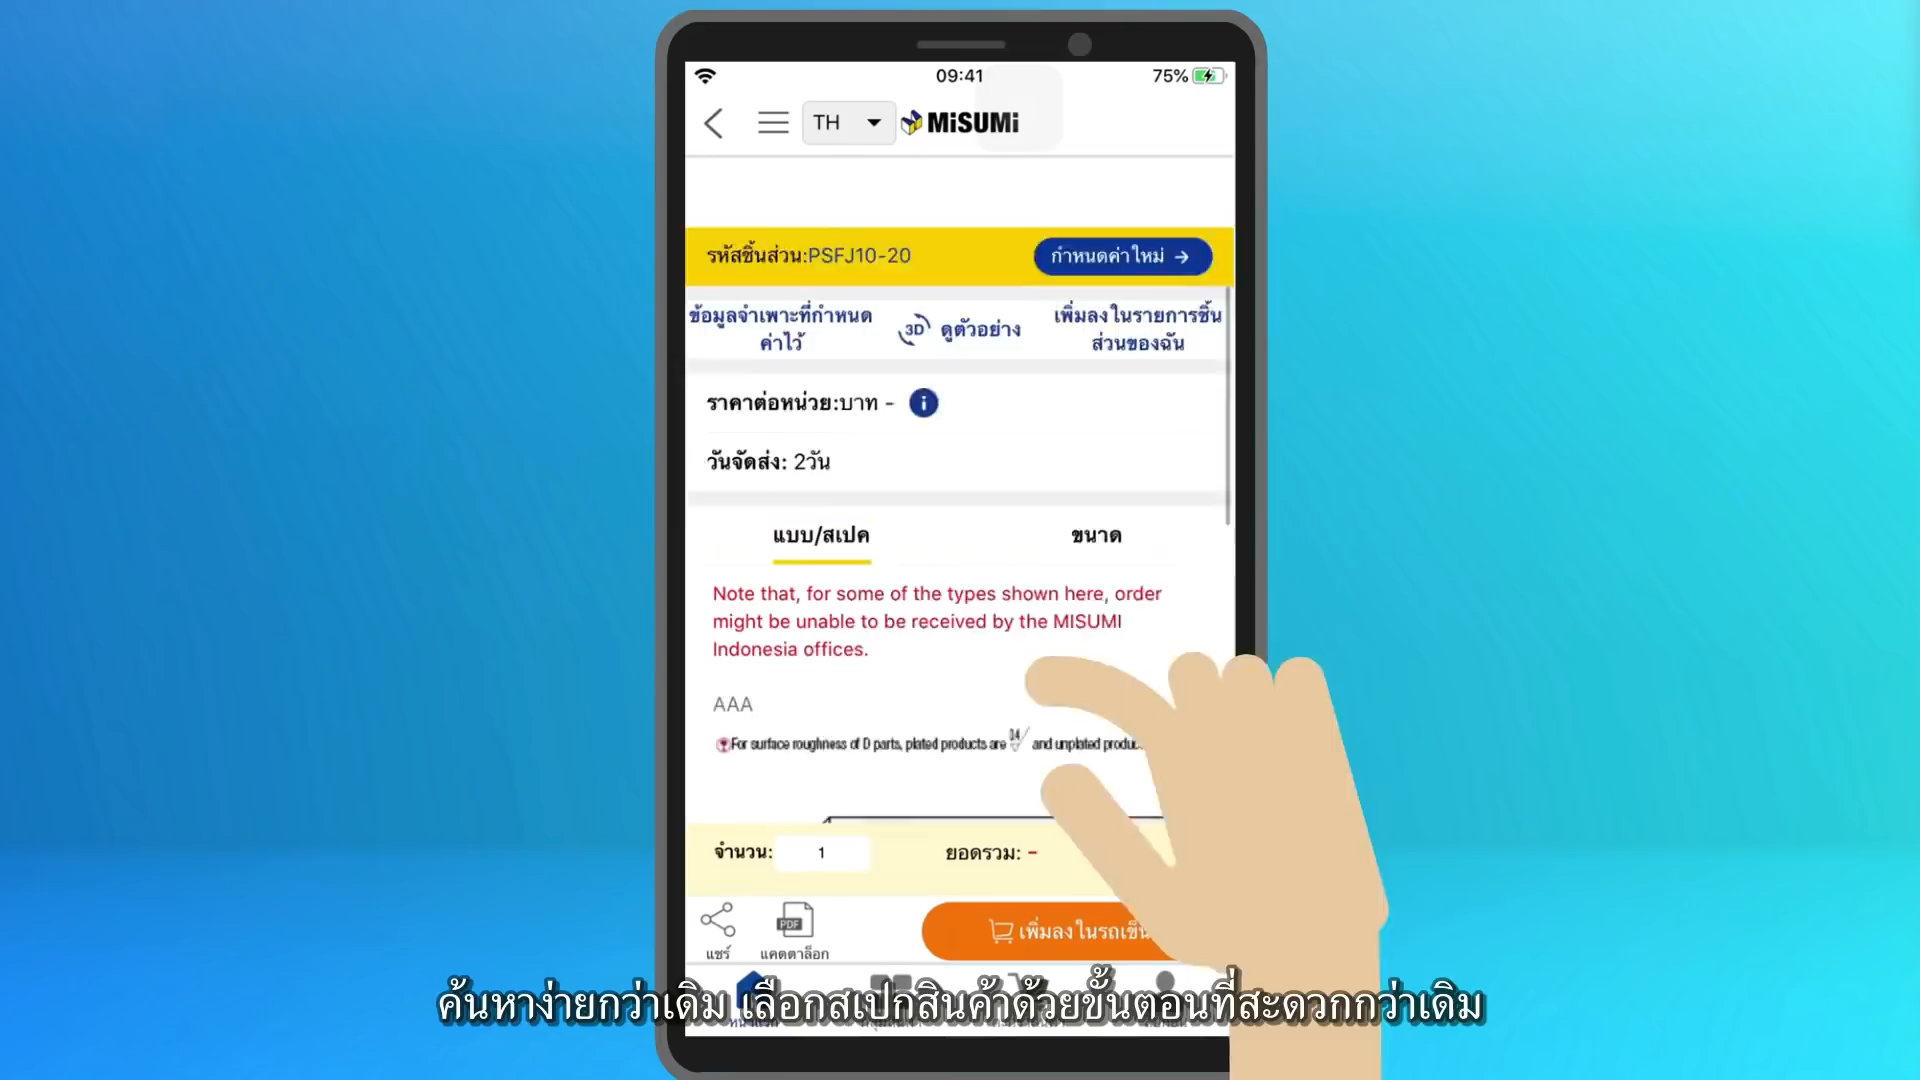 09:41
75%
TH
MiSUMi
รหัสชิ้นส่วน:PSFJ10-20
กำหนดค่าใหม่ →
ข้อมูลจำเพาะที่กำหนด
ค่าไว้
3D ดูตัวอย่าง
เพิ่มลงในรายการชิ้น
ส่วนของฉัน
ราคาต่อหน่วย:บาท - i
วันจัดส่ง: 2วัน
แบบ/สเปค
ขนาด
Note that, for some of the types shown here, order
might be unable to be received by the MISUMI
Indonesia offices.
AAA
For surface roughness of D parts, plated products are and unplated
จำนวน: 1
ยอดรวม: -
PDF
เพิ่มลงในรถเข็น
แชร์
แคตตาล็อก
ค้นหาง่ายกว่าเดิม เลือกสเปกสินค้าด้วยขั้นตอนที่สะดวกกว่าเดิม